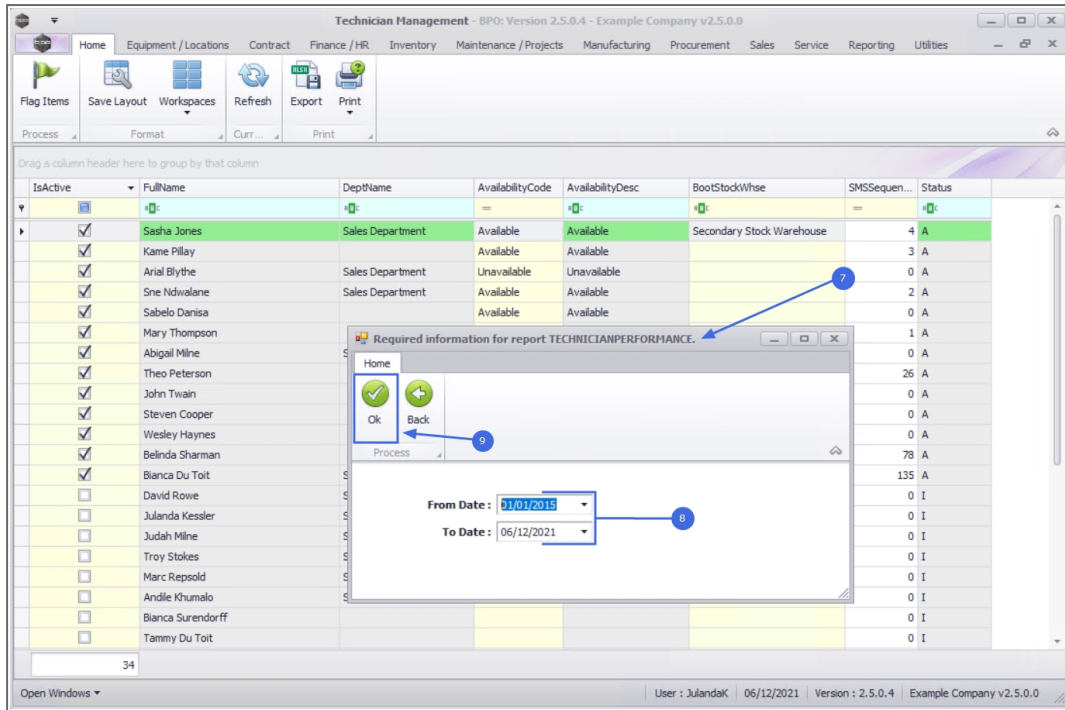 Technician Management - BPO: Version 2.5.0.4 - Example Company v2.5.0.0
Home Equipment / Locations Contract Finance / HR Inventory Maintenance / Projects Manufacturing Procurement Sales Service Reporting Utilities
XLSX
Flag Items Save Layout Workspaces Refresh Export Print
Process Format Curr... Print
Drag a column header here to group by that column
IsActive FullName DeptName AvailabilityCode AvailabilityDesc BootStockWhse SMSSequen... Status
Sasha Jones Sales Department Available Available Secondary Stock Warehouse 4 A
Kame Pillay Available Available 3 A
Arial Blythe Sales Department Unavailable Unavailable 0 A
7
Sne Ndwalane Sales Department Available Available 2 A
Sabelo Danisa Available Available 0 A
Mary Thompson 1 A
Required information for report TECHNICIANPERFORMANCE.
Abigail Milne S 0 A
Home
Theo Peterson 26 A
John Twain 0 A
Steven Cooper 0 A
Ok Back
Wesley Haynes 0 A
9
Belinda Sharman 78 A
Process
Bianca Du Toit S 135 A
David Rowe S 0 I
From Date : 01/01/2015
Julanda Kessler S 0 I
8
Judah Milne S 0 I
To Date : 06/12/2021
Troy Stokes S 0 I
Marc Repsold S 0 I
Andile Khumalo S 0 I
Bianca Surendorff 0 I
Tammy Du Toit 0 I
34
Open Windows User : JulandaK 06/12/2021 Version : 2.5.0.4 Example Company v2.5.0.0